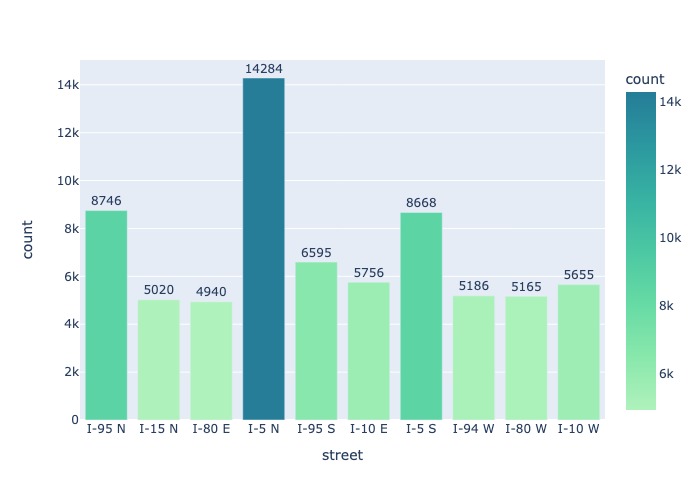 14284
count
14k
14k
12k
12k
10k
8746
8668
10k
8k
6595
8k
5756
5655
6k
5020
4940
5186
5165
6k
4k
2k
0
I-95 N
I-15 N
I-80 E
I-5 N
I-95 S
I-10 E
I-5 S
I-94 W
I-80 W
I-10 W
street
count